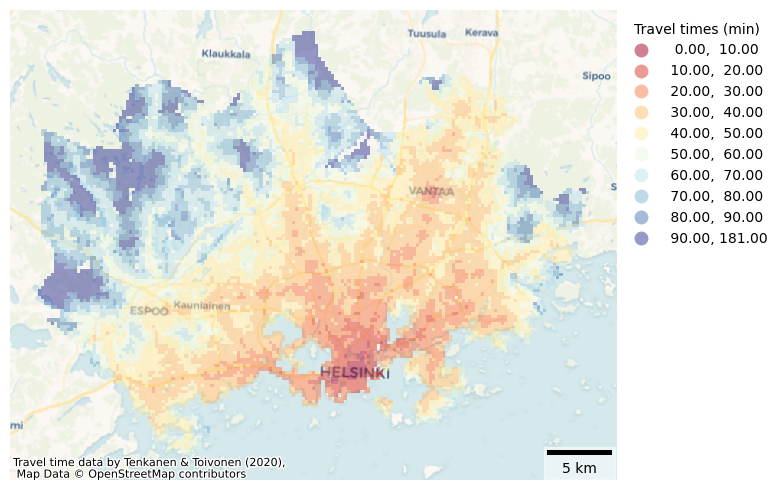 Tuusula
Kerava
Klaukkala
Sipoo
VANTAA
S
ESPOO
Kauniainen
HELSINKI
mi
Travel time data by Tenkanen & Toivonen (2020),
Map Data © OpenStreetMap contributors
5 km
Travel times (min)
0.00, 10.00
10.00, 20.00
20.00, 30.00
30.00, 40.00
40.00, 50.00
50.00, 60.00
60.00, 70.00
70.00, 80.00
80.00, 90.00
90.00, 181.00